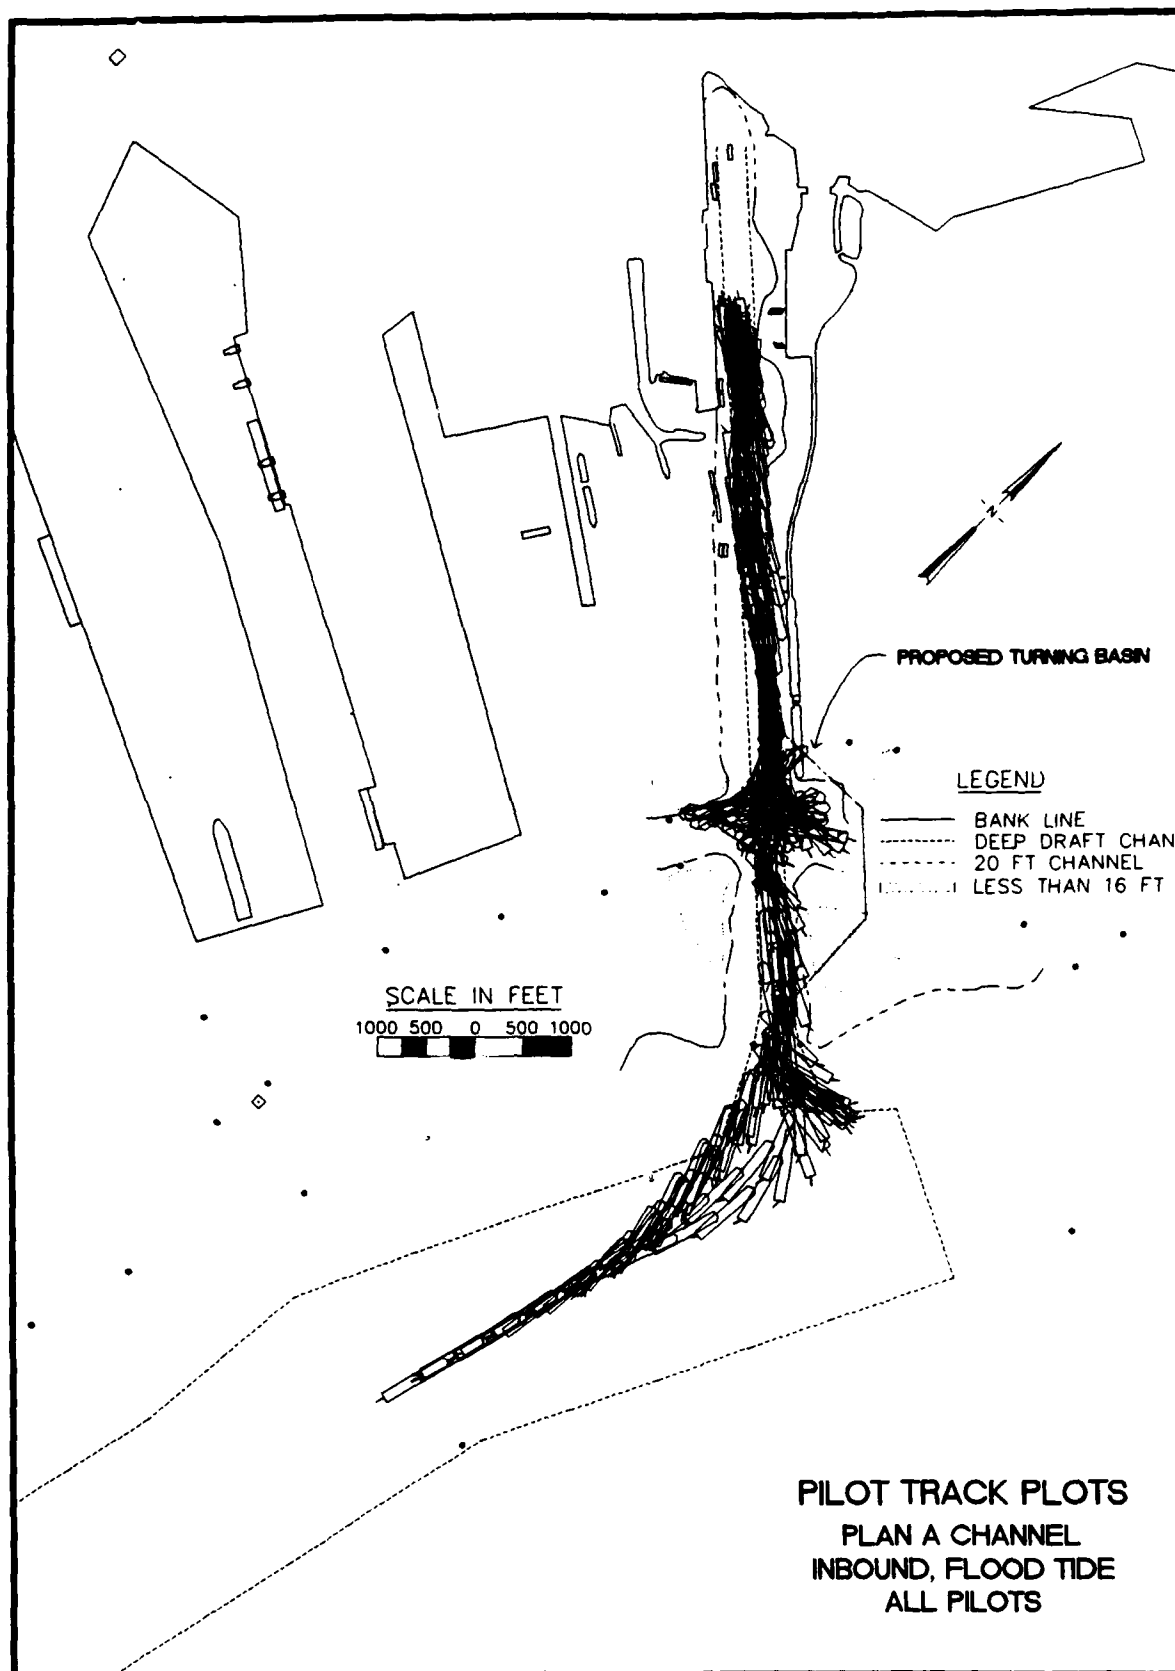 N
PROPOSED TURNING BASIN
LEGEND
BANK LINE
DEEP DRAFT CHAN
20 FT CHANNEL
LESS THAN 16 FT
SCALE IN FEET
1000 500 0 500 1000
PILOT TRACK PLOTS
PLAN A CHANNEL
INBOUND, FLOOD TIDE
ALL PILOTS